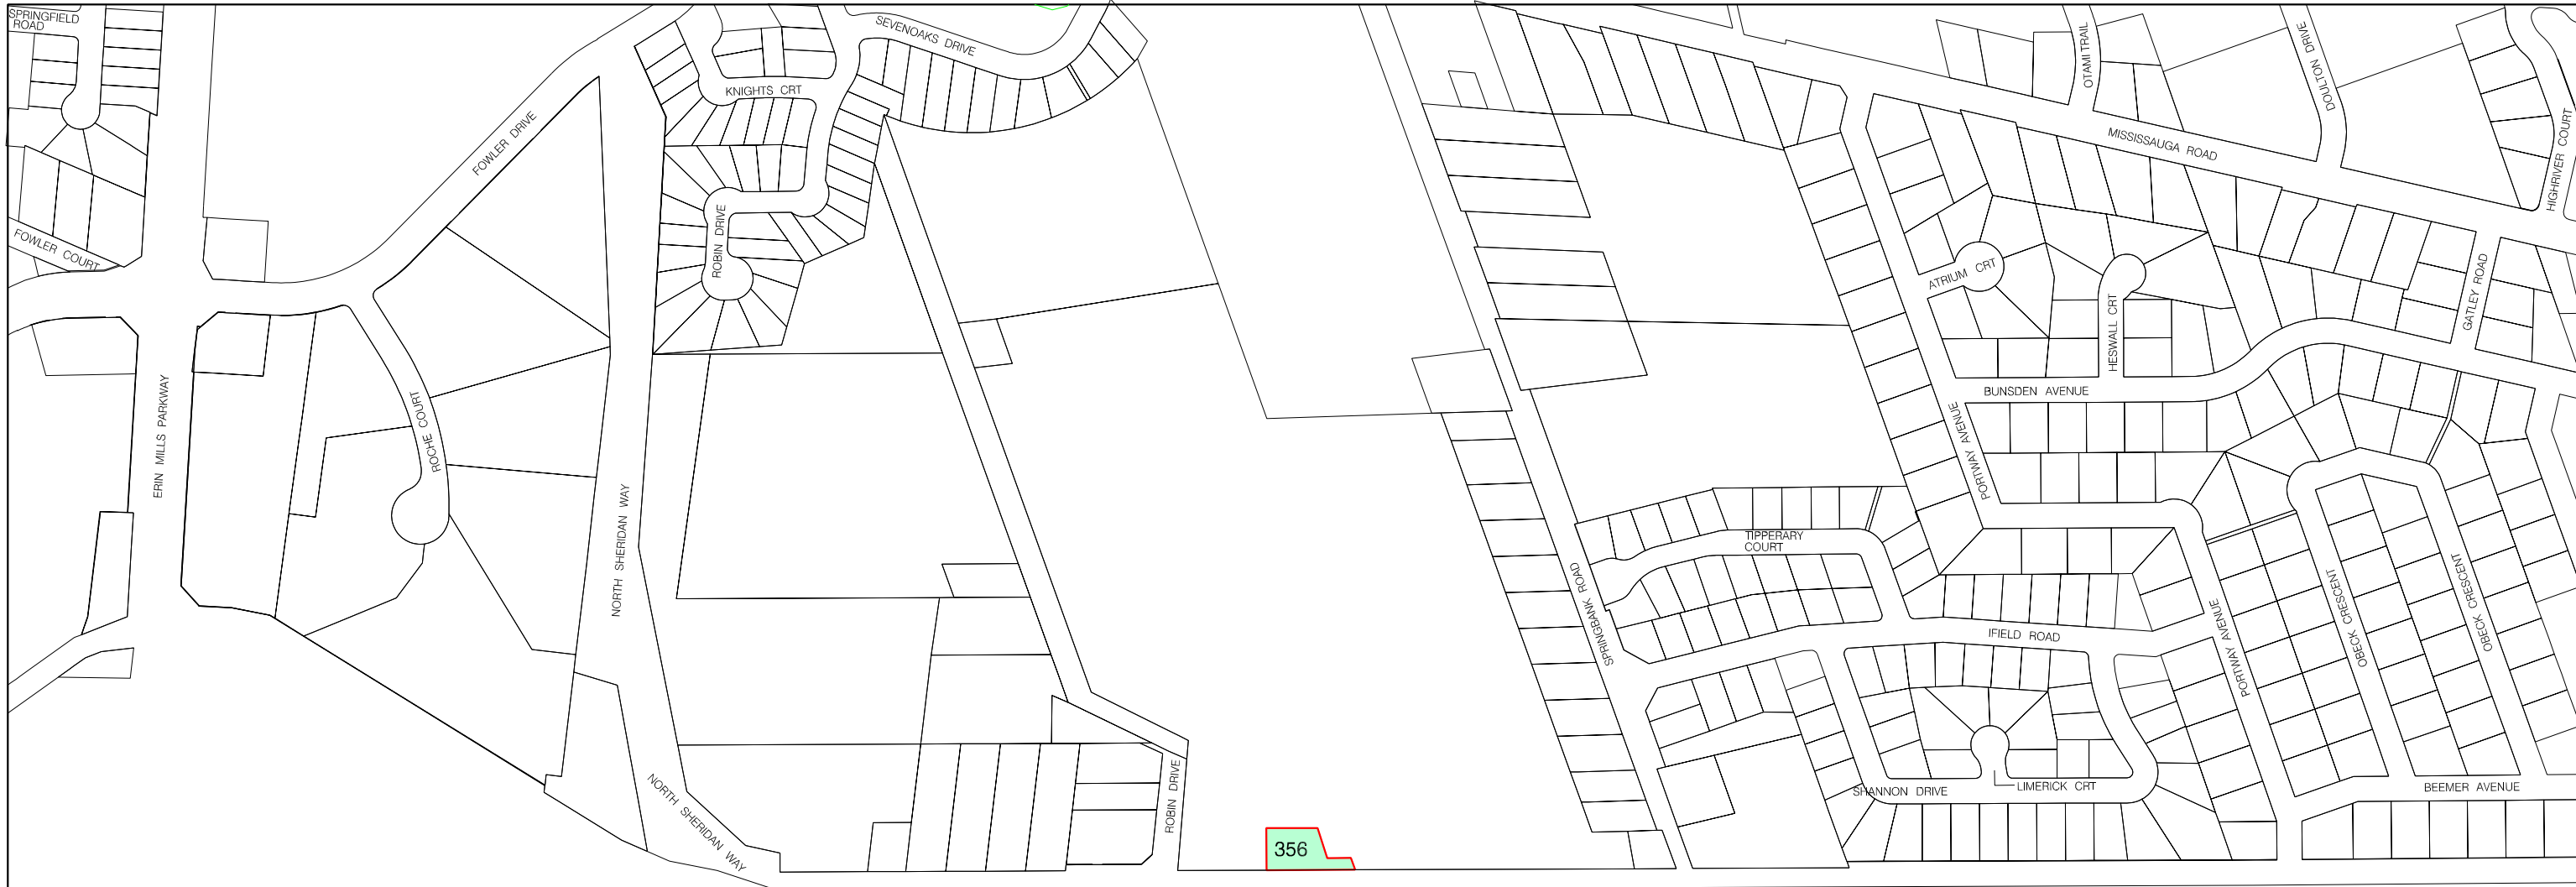 SPRINGFIELD
ROAD
SEVENOAKS DRIVE
OTAMI TRAIL
DOULTON DRIVE
KNIGHTS CRT
FOWLER DRIVE
MISSISSAUGA ROAD
HIGHRIVER COURT
FOWLER COURT
ROBIN DRIVE
ATRIUM CRT
GATLEY ROAD
HESWALL CRT
BUNSDEN AVENUE
ERIN MILLS PARKWAY
ROCHE COURT
PORTWAY AVENUE
NORTH SHERIDAN WAY
TIPPERARY
COURT
SPRINGBANK ROAD
OBECK CRESCENT
OBECK CRESCENT
IFIELD ROAD
PORTWAY AVENUE
PORTWAY AVENUE
NORTH SHERIDAN WAY
ROBIN DRIVE
SHANNON DRIVE
LIMERICK CRT
BEEMER AVENUE
356